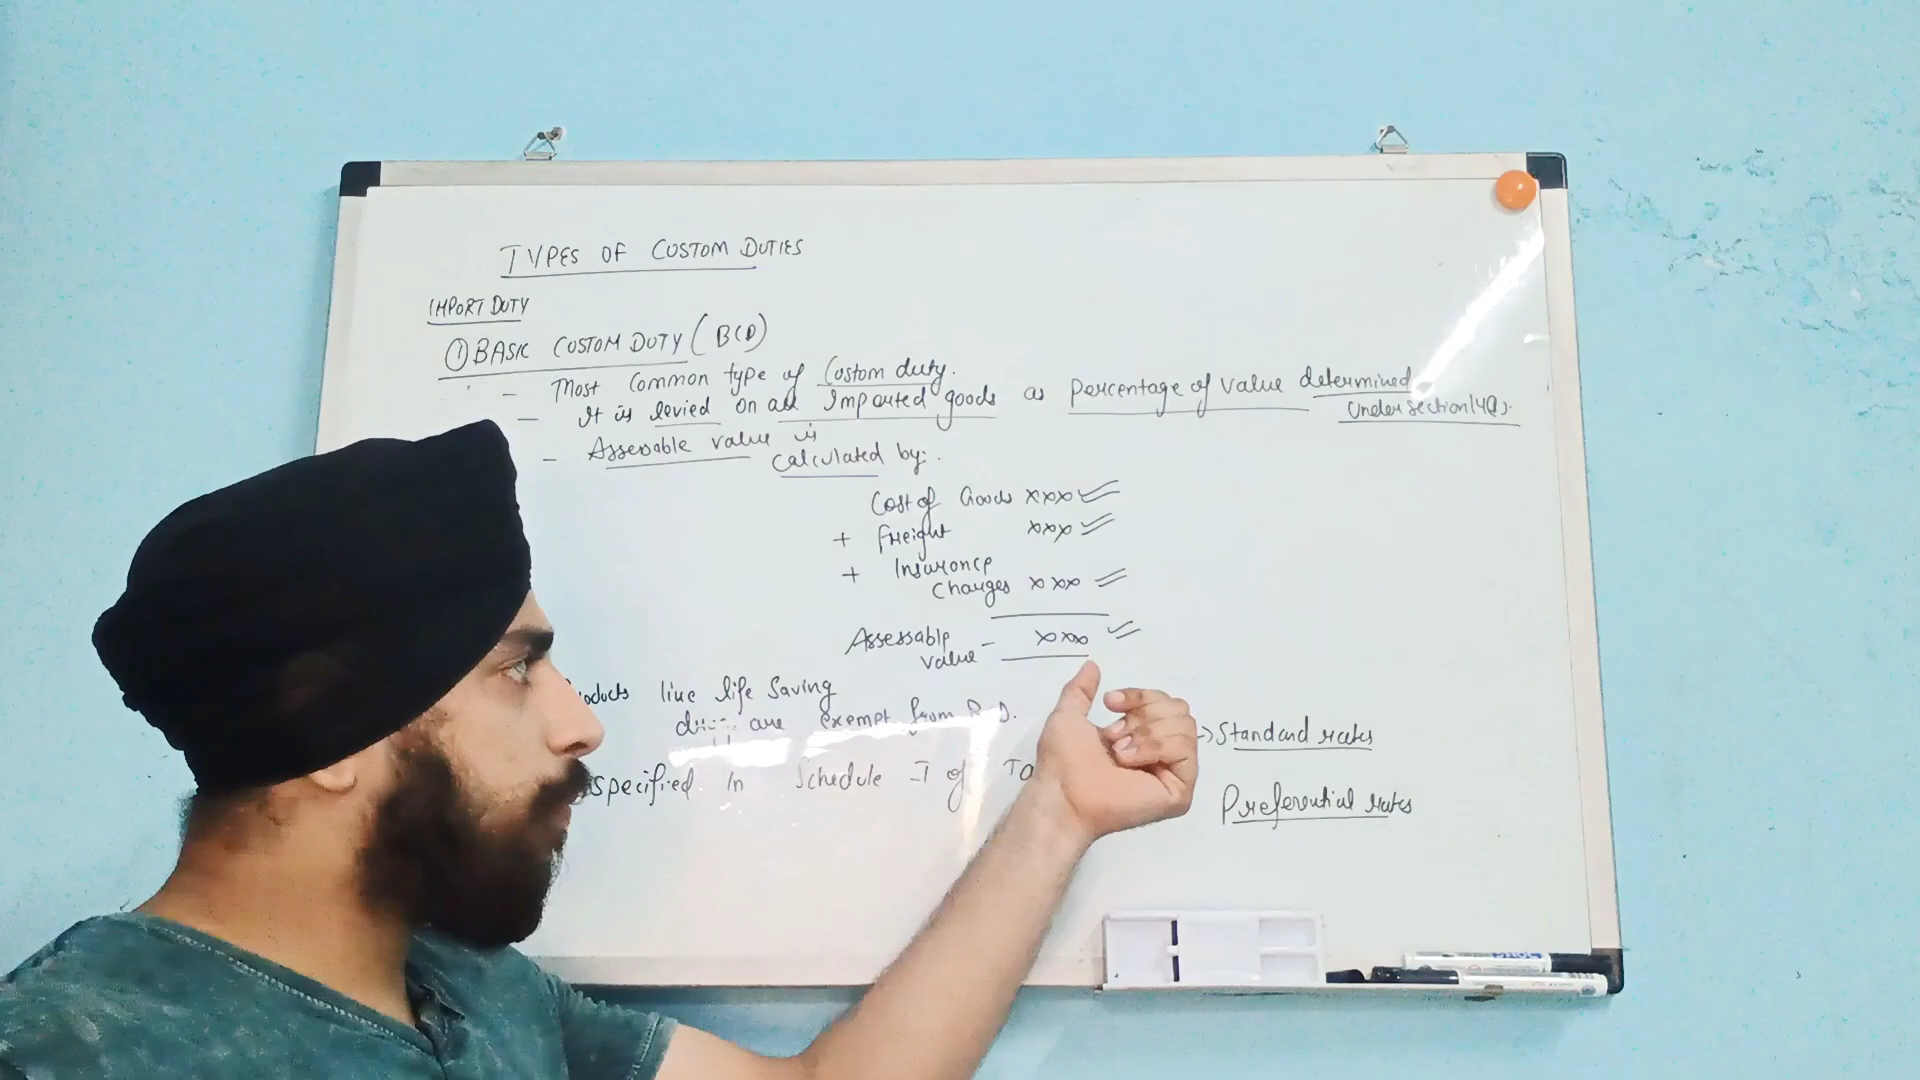 TYPES OF CUSTOM DUTIES
IMPORT DUTY
① BASIC CUSTOM DUTY (BCD)
- Most Common type of Custom duty.
- It is levied on all Imported goods as Percentage of value determined
Under section 14(1).
- Assessable value is
Calculated by:
Cost of Goods xxx
+ Freight xxx
+ Insurance
Charges xxx
Assessable
value - xxx
life Saving
are exempt from
→ Standard rates
specified In Schedule - I of
Preferential rates